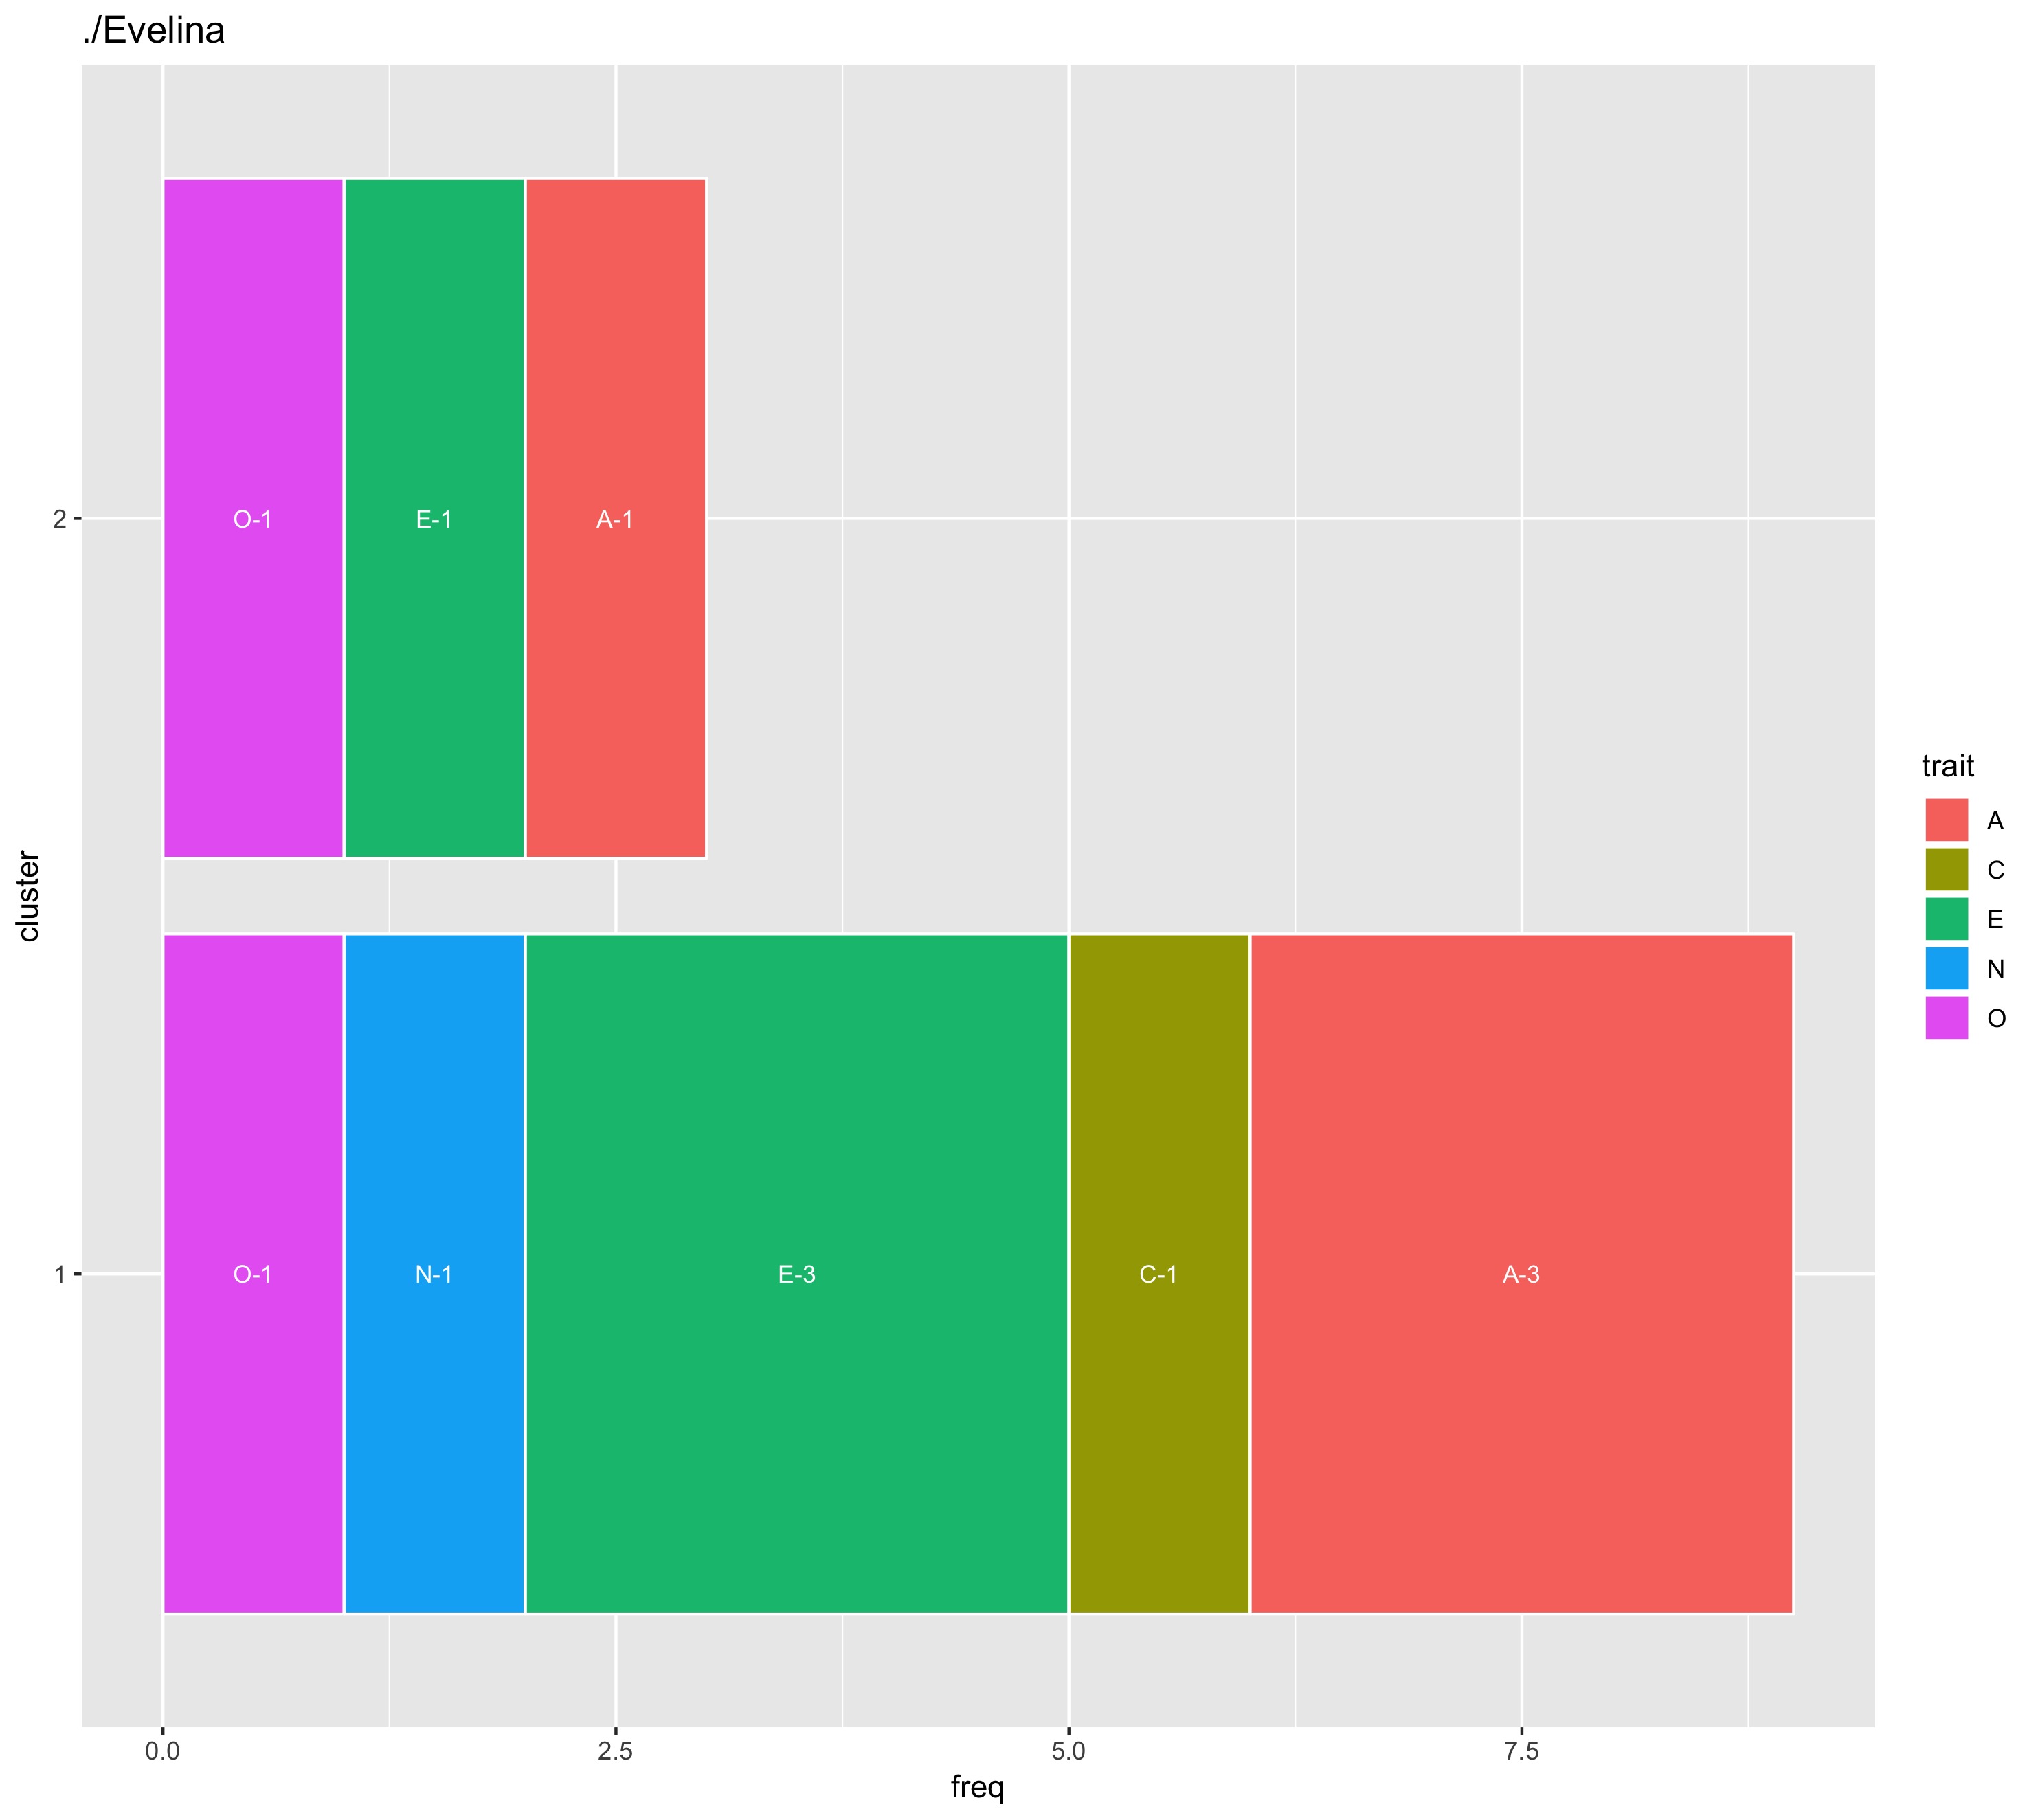 ./Evelina
cluster
2
O-1 E-1 A-1
1
O-1 N-1 E-3 C-1 A-3
0.0 2.5 5.0 7.5
freq
trait
A
C
E
N
O